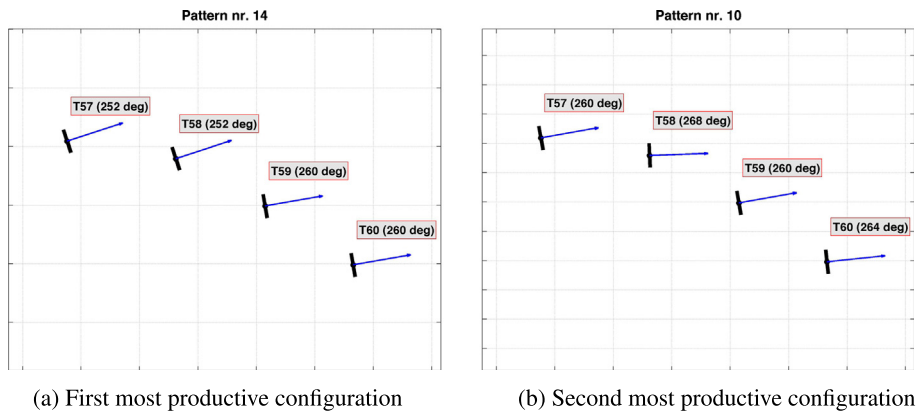 Pattern nr. 14
T57 (252 deg)
T58 (252 deg)
T59 (260 deg)
T60 (260 deg)
(a) First most productive configuration
Pattern nr. 10
T57 (260 deg)
T58 (268 deg)
T59 (260 deg)
T60 (264 deg)
(b) Second most productive configuration